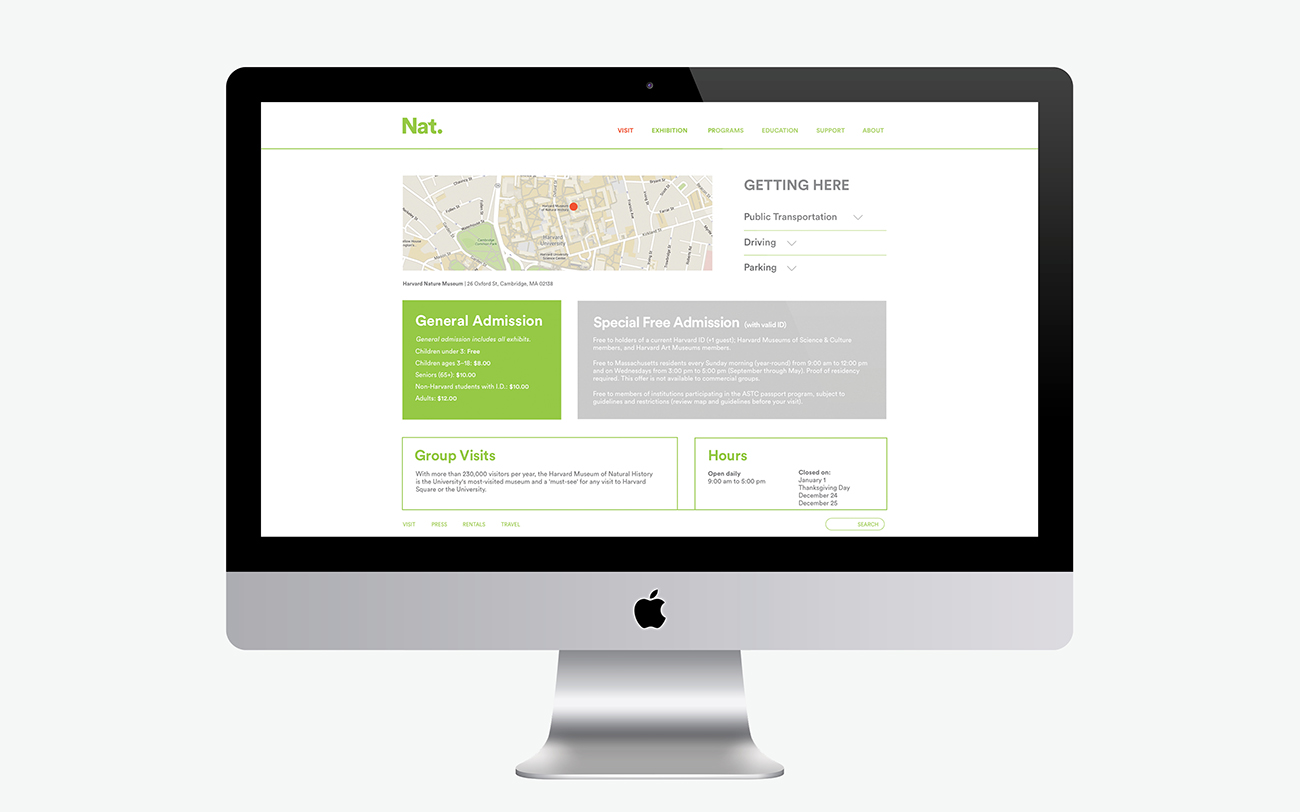 Nat.
VISIT EXHIBITION PROGRAMS EDUCATION SUPPORT ABOUT
GETTING HERE
Public Transportation
Driving
Parking
Harvard Museum
of Natural History
Harvard
University
Harvard University
Science Center
Cambridge
Common Park
Kirkland St
Harvard Nature Museum | 26 Oxford St, Cambridge, MA 02138
General Admission
General admission includes all exhibits.
Children under 3: Free
Children ages 3–18: $8.00
Seniors (65+): $10.00
Non-Harvard students with I.D.: $10.00
Adults: $12.00
Special Free Admission (with valid ID)
Free to holders of a current Harvard ID (+1 guest); Harvard Museums of Science & Culture
members, and Harvard Art Museums members.
Free to Massachusetts residents every Sunday morning (year-round) from 9:00 am to 12:00 pm
and on Wednesdays from 3:00 pm to 5:00 pm (September through May). Proof of residency
required. This offer is not available to commercial groups.
Free to members of institutions participating in the ASTC passport program, subject to
guidelines and restrictions (review map and guidelines before your visit).
Group Visits
With more than 230,000 visitors per year, the Harvard Museum of Natural History
is the University's most-visited museum and a 'must-see' for any visit to Harvard
Square or the University.
Hours
Open daily
9:00 am to 5:00 pm
Closed on:
January 1
Thanksgiving Day
December 24
December 25
VISIT PRESS RENTALS TRAVEL
SEARCH